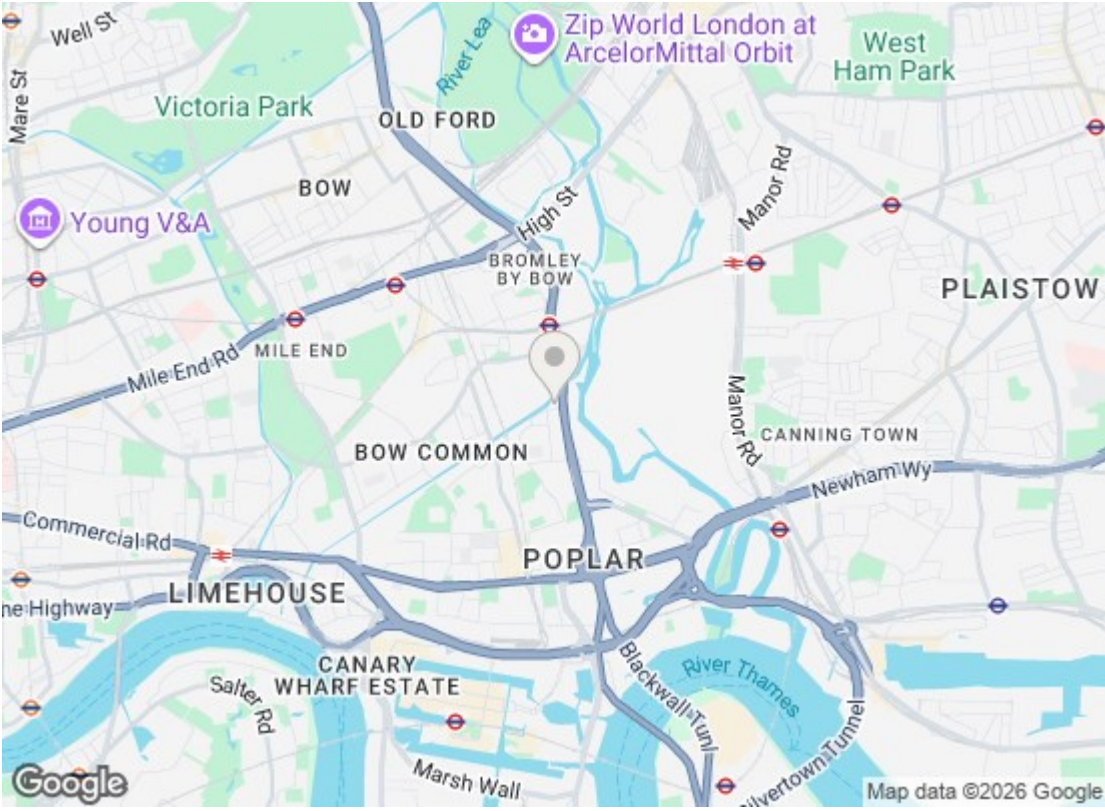 Well St
River Lea
Zip World London at
ArcelorMittal Orbit
West
Ham Park
Mare St
Victoria Park
OLD FORD
BOW
Manor Rd
Young V&A
High St
BROMLEY
BY BOW
PLAISTOW
MILE END
Mile End Rd
Manor Rd
CANNING TOWN
BOW COMMON
Newham Wy
Commercial Rd
POPLAR
LIMEHOUSE
ne Highway
CANARY
WHARF ESTATE
Blackwall Tunl
River Thames
Salter Rd
Silvertown Tunnel
Marsh Wall
Google
Map data ©2026 Google